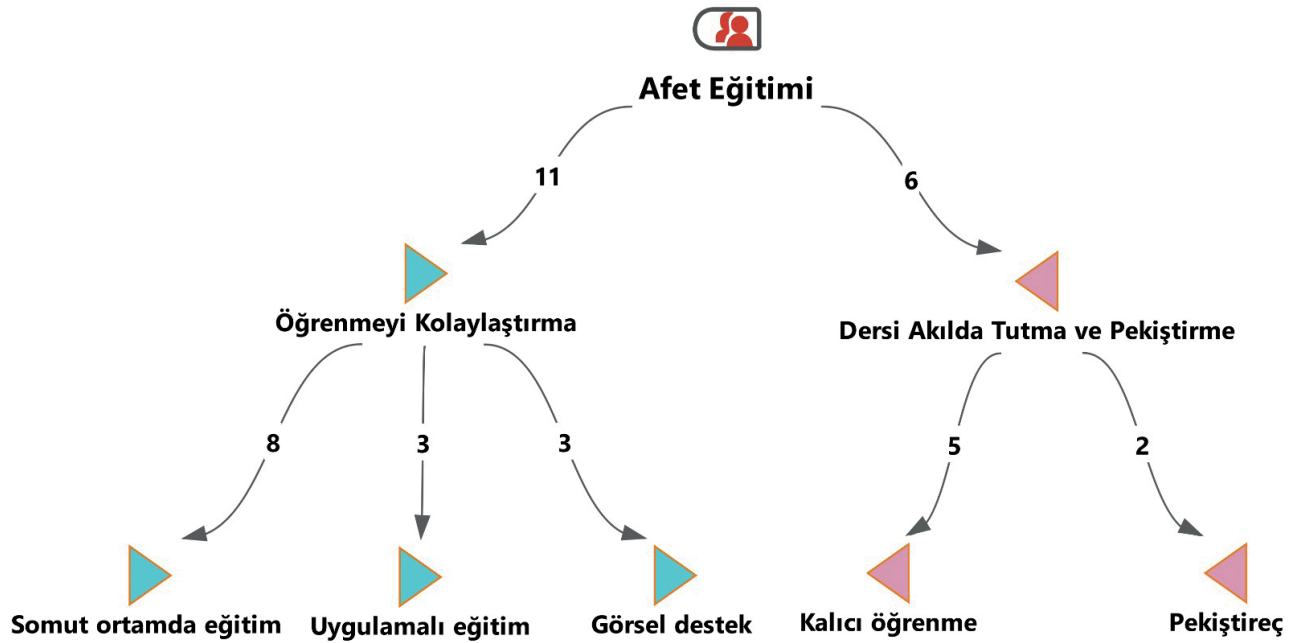 Afet Eğitimi
11
6
Öğrenmeyi Kolaylaştırma
Dersi Akılda Tutma ve Pekiştirme
8
3
3
5
2
Somut ortamda eğitim
Uygulamalı eğitim
Görsel destek
Kalıcı öğrenme
Pekiştireç